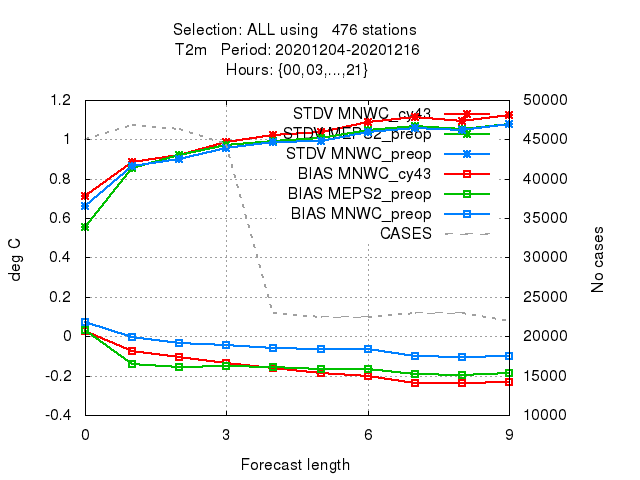 Selection: ALL using   476 stations
T2m   Period: 20201204-20201216
Hours: {00,03,...,21}
1.2
1
0.8
0.6
0.4
0.2
0
-0.2
-0.4
50000
45000
40000
35000
30000
25000
20000
15000
10000
deg C
No cases
STDV MNWC_cy43
STDV MEPS2_preop
STDV MNWC_preop
BIAS MNWC_cy43
BIAS MEPS2_preop
BIAS MNWC_preop
CASES
0 3 6 9
Forecast length